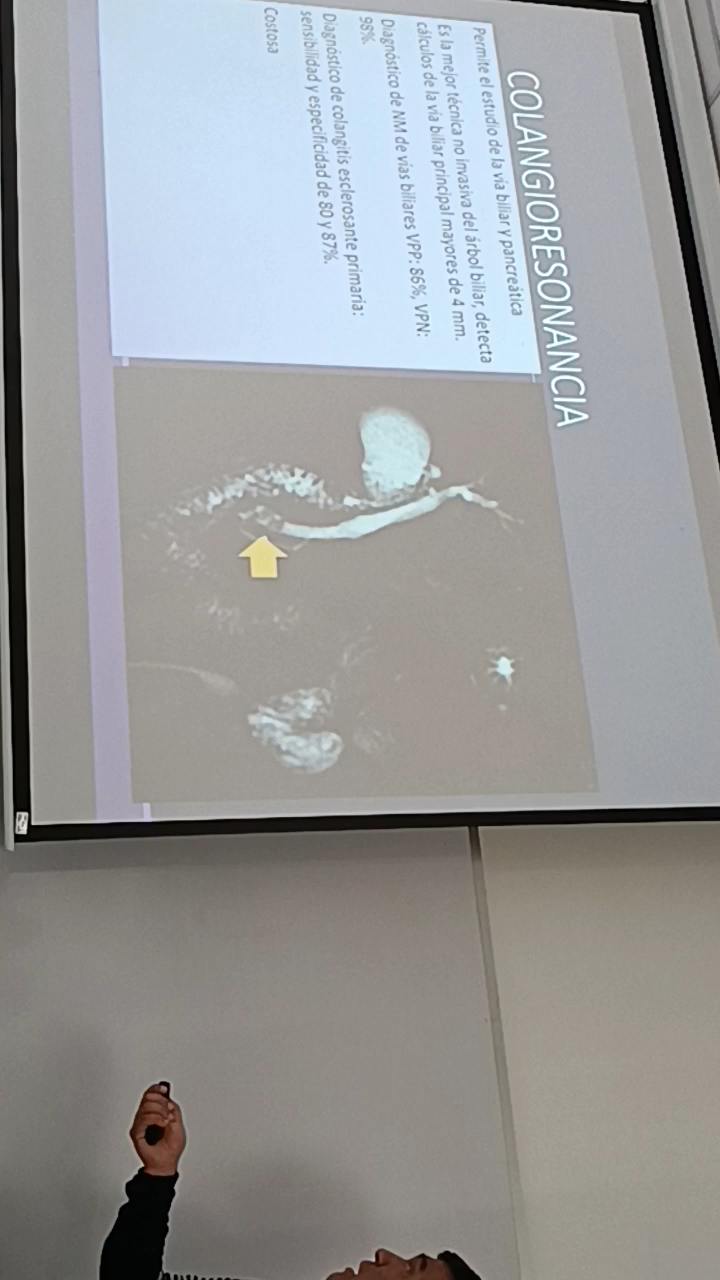 COLANGIORESONANCIA
Permite el estudio de la vía biliar y pancreática
Es la mejor técnica no invasiva del árbol biliar, detecta
cálculos de la vía biliar principal mayores de 4 mm.
Diagnóstico de NM de vías biliares VPP: 86%, VPN:
98%.
Diagnóstico de colangitis esclerosante primaria:
sensibilidad y especificidad de 80 y 87%.
Costosa